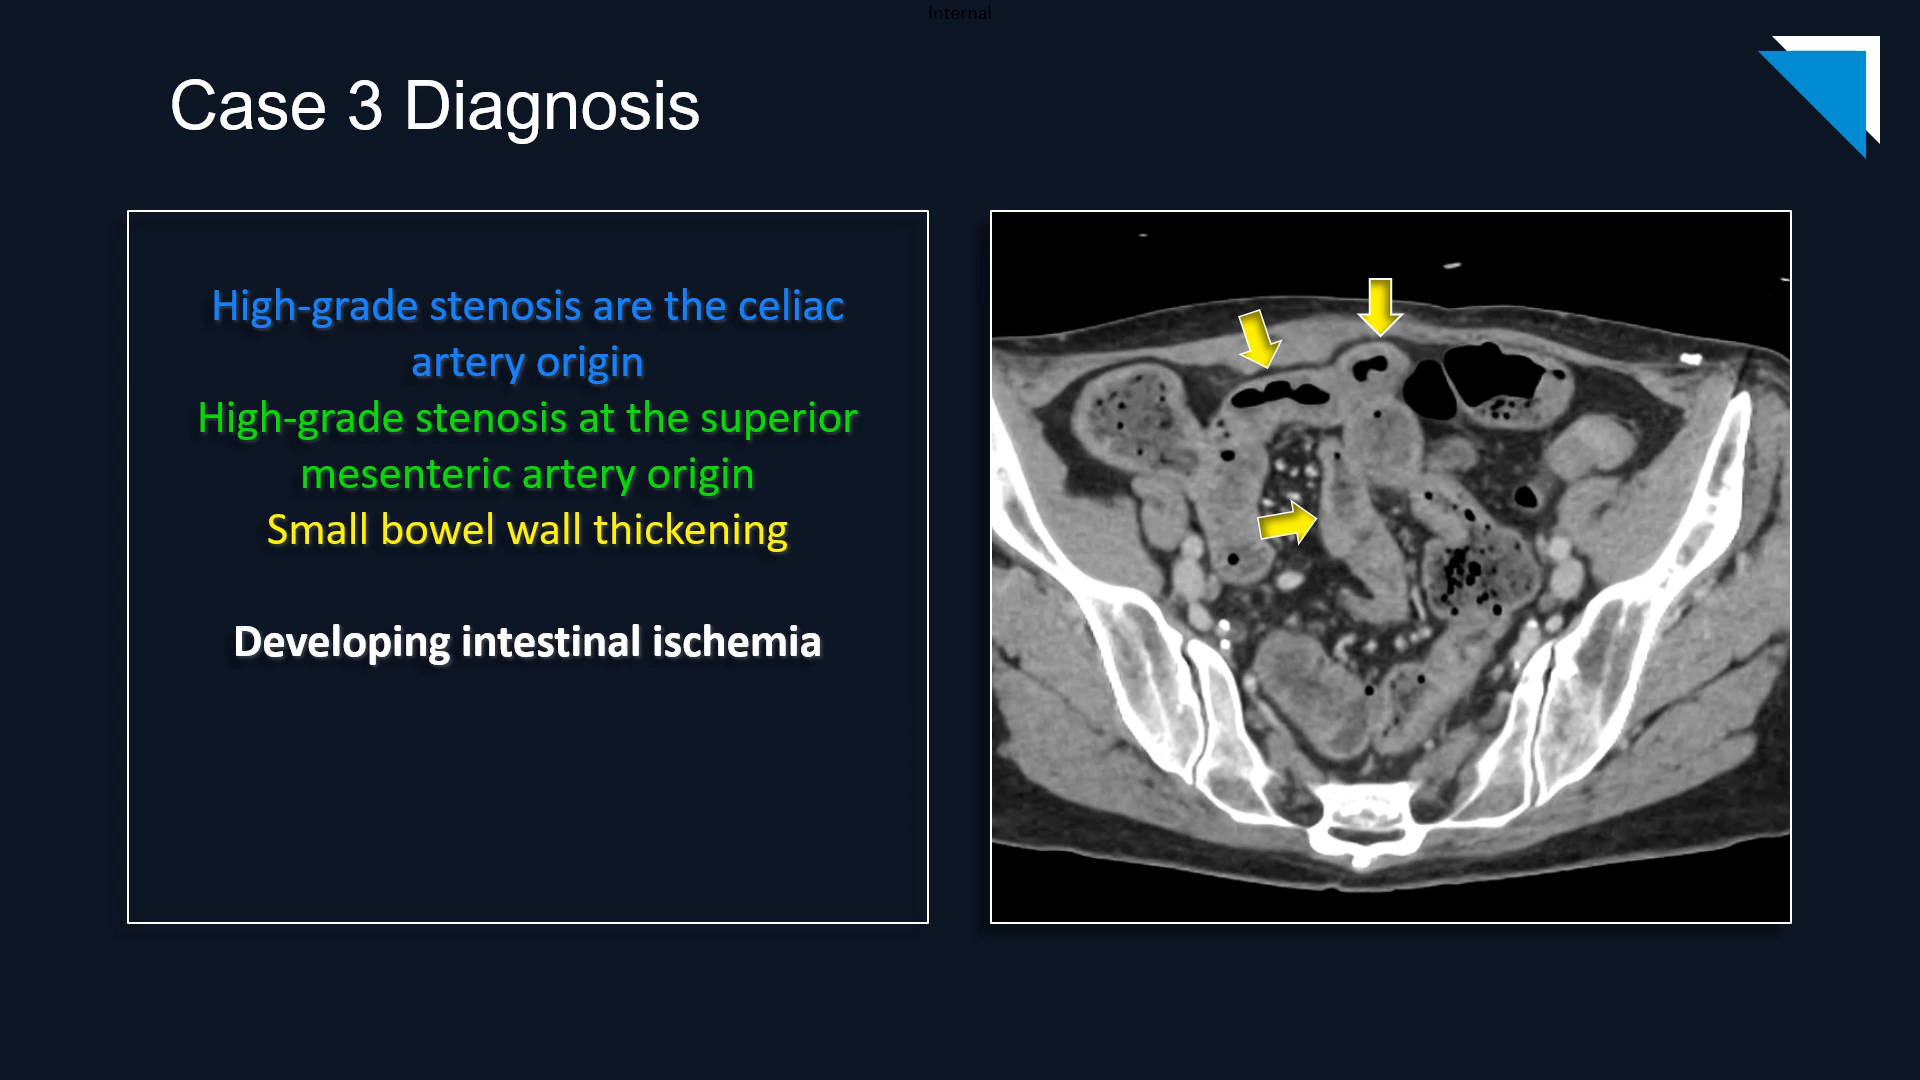 Internal
Case 3 Diagnosis
High-grade stenosis are the celiac
artery origin
High-grade stenosis at the superior
mesenteric artery origin
Small bowel wall thickening
Developing intestinal ischemia